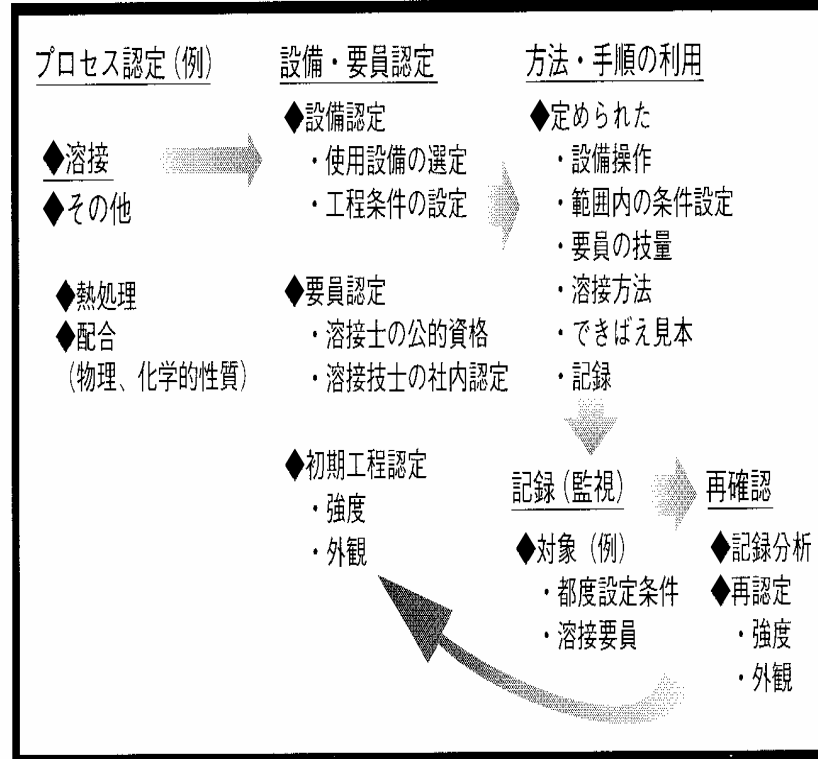 プロセス認定(例)
◆溶接
◆その他
◆熱処理
◆配合
(物理、化学的性質)
設備・要員認定
◆設備認定
・使用設備の選定
・工程条件の設定
◆要員認定
・溶接士の公的資格
・溶接技士の社内認定
◆初期工程認定
・強度
・外観
方法・手順の利用
◆定められた
・設備操作
・範囲内の条件設定
・要員の技量
・溶接方法
・できばえ見本
・記録
記録(監視)
◆対象(例)
・都度設定条件
・溶接要員
再確認
◆記録分析
◆再認定
・強度
・外観